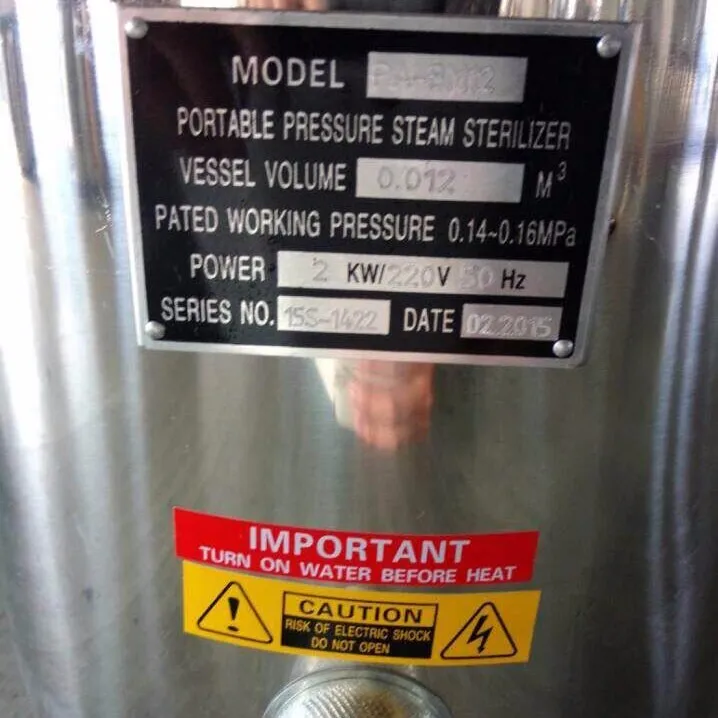 MODEL
PORTABLE PRESSURE STEAM STERILIZER
VESSEL VOLUME 0.012 M³
PATED WORKING PRESSURE 0.14~0.16MPa
POWER 2 KW/220V 50 Hz
SERIES NO. 15S-1422 DATE 02.2015
IMPORTANT
TURN ON WATER BEFORE HEAT
CAUTION
RISK OF ELECTRIC SHOCK
DO NOT OPEN